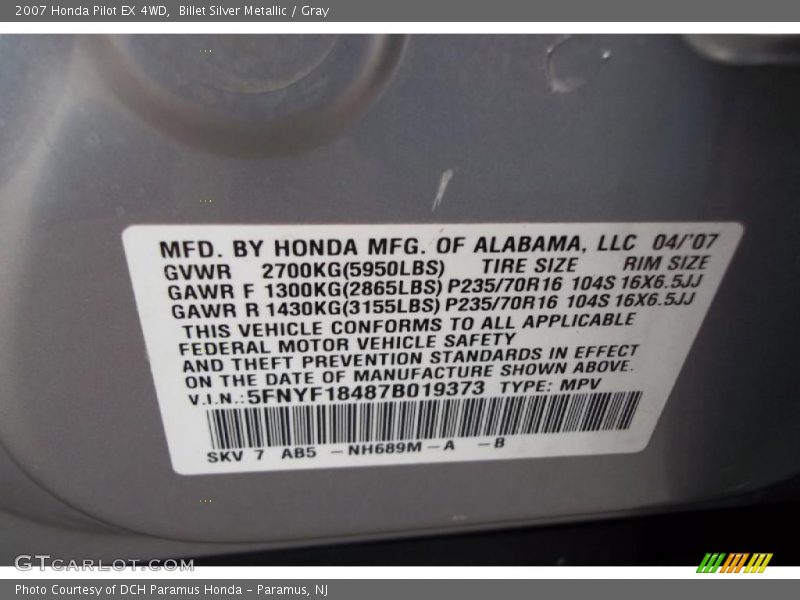 2007 Honda Pilot EX 4WD,  Billet Silver Metallic / Gray
MFD. BY HONDA MFG. OF ALABAMA, LLC 04/'07
GVWR 2700KG(5950LBS) TIRE SIZE RIM SIZE
GAWR F 1300KG(2865LBS) P235/70R16 104S 16X6.5JJ
GAWR R 1430KG(3155LBS) P235/70R16 104S 16X6.5JJ
THIS VEHICLE CONFORMS TO ALL APPLICABLE
FEDERAL MOTOR VEHICLE SAFETY
AND THEFT PREVENTION STANDARDS IN EFFECT
ON THE DATE OF MANUFACTURE SHOWN ABOVE.
V.I.N.:5FNYF18487B019373 TYPE: MPV
SKV 7 AB5 -NH689M-A -B
GTCARLOT.COM
Photo Courtesy of DCH Paramus Honda - Paramus, NJ